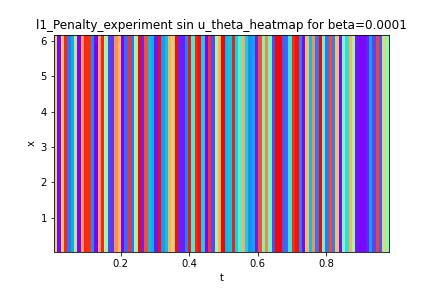 l1_Penalty_experiment sin u_theta_heatmap for beta=0.0001
6
5
4
3
2
1
x
0.2 0.4 0.6 0.8
t